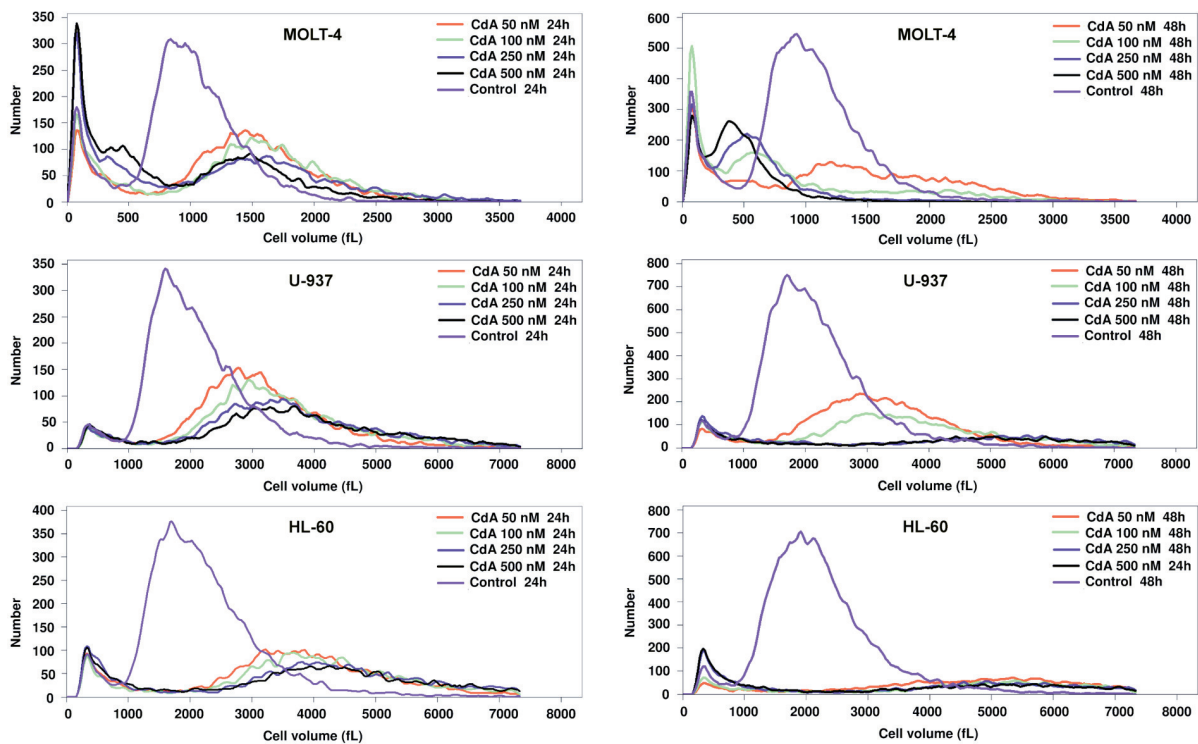 MOLT-4
CdA 50 nM 24h
CdA 100 nM 24h
CdA 250 nM 24h
CdA 500 nM 24h
Control 24h
Number
350
300
250
200
150
100
50
0
0 500 1000 1500 2000 2500 3000 3500 4000
Cell volume (fL)
MOLT-4
CdA 50 nM 48h
CdA 100 nM 48h
CdA 250 nM 48h
CdA 500 nM 48h
Control 48h
Number
600
500
400
300
200
100
0
0 500 1000 1500 2000 2500 3000 3500 4000
Cell volume (fL)
U-937
CdA 50 nM 24h
CdA 100 nM 24h
CdA 250 nM 24h
CdA 500 nM 24h
Control 24h
Number
350
300
250
200
150
100
50
0
0 1000 2000 3000 4000 5000 6000 7000 8000
Cell volume (fL)
U-937
CdA 50 nM 48h
CdA 100 nM 48h
CdA 250 nM 48h
CdA 500 nM 48h
Control 48h
Number
800
700
600
500
400
300
200
100
0
0 1000 2000 3000 4000 5000 6000 7000 8000
Cell volume (fL)
HL-60
CdA 50 nM 24h
CdA 100 nM 24h
CdA 250 nM 24h
CdA 500 nM 24h
Control 24h
Number
400
350
300
250
200
150
100
50
0
0 1000 2000 3000 4000 5000 6000 7000 8000
Cell volume (fL)
HL-60
CdA 50 nM 48h
CdA 100 nM 48h
CdA 250 nM 48h
CdA 500 nM 24h
Control 48h
Number
800
700
600
500
400
300
200
100
0
0 1000 2000 3000 4000 5000 6000 7000 8000
Cell volume (fL)